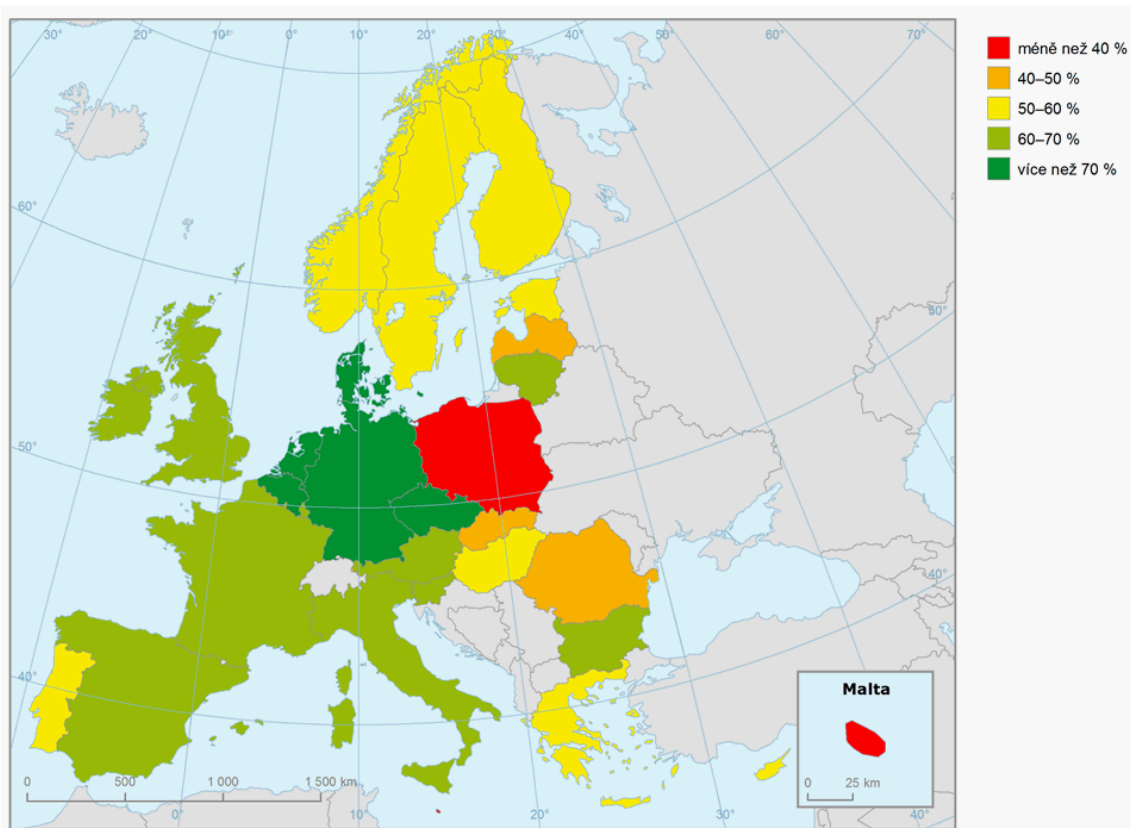 30° 20° 10° 0° 10° 20° 30° 50° 60° 70°
méně než 40 %
40–50 %
50–60 %
60–70 %
více než 70 %
60°
50°
50°
40°
40°
Malta
0 25 km
0 500 1 000 1 500 km
0° 10° 20° 30° 40°